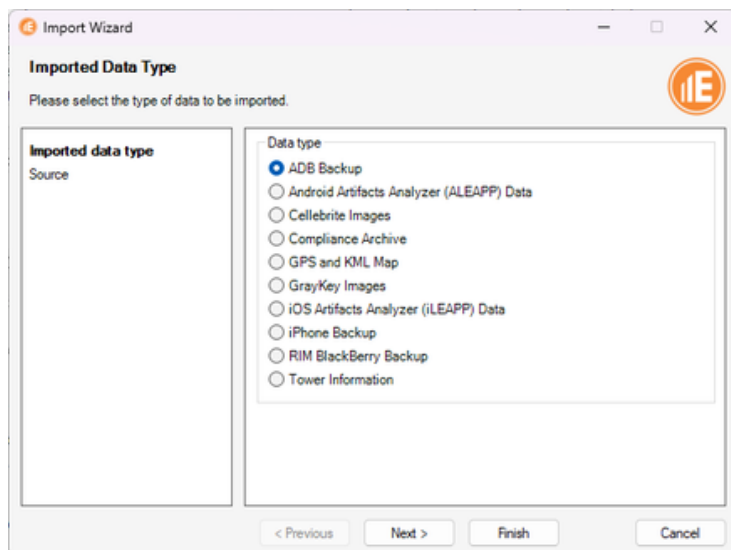 Import Wizard
Imported Data Type
Please select the type of data to be imported.
Imported data type
Source
Data type
ADB Backup
Android Artifacts Analyzer (ALEAPP) Data
Cellebrite Images
Compliance Archive
GPS and KML Map
GrayKey Images
iOS Artifacts Analyzer (iLEAPP) Data
iPhone Backup
RIM BlackBerry Backup
Tower Information
< Previous
Next >
Finish
Cancel